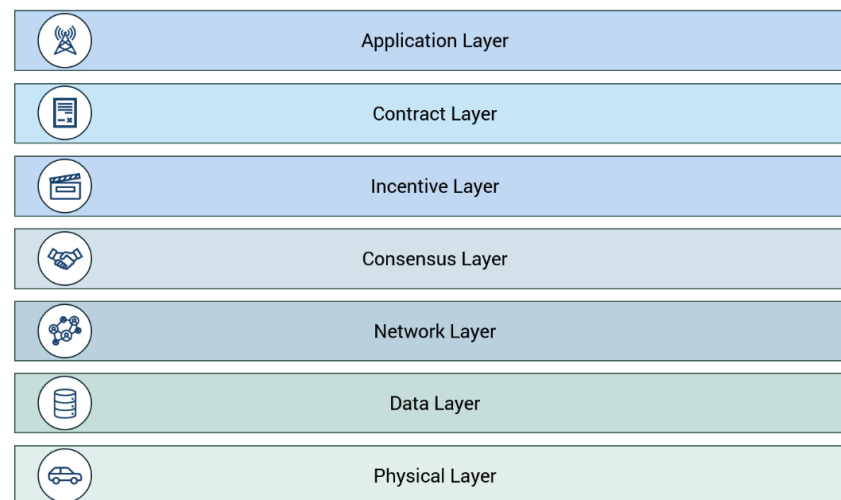 Application Layer
Contract Layer
Incentive Layer
Consensus Layer
Network Layer
Data Layer
Physical Layer